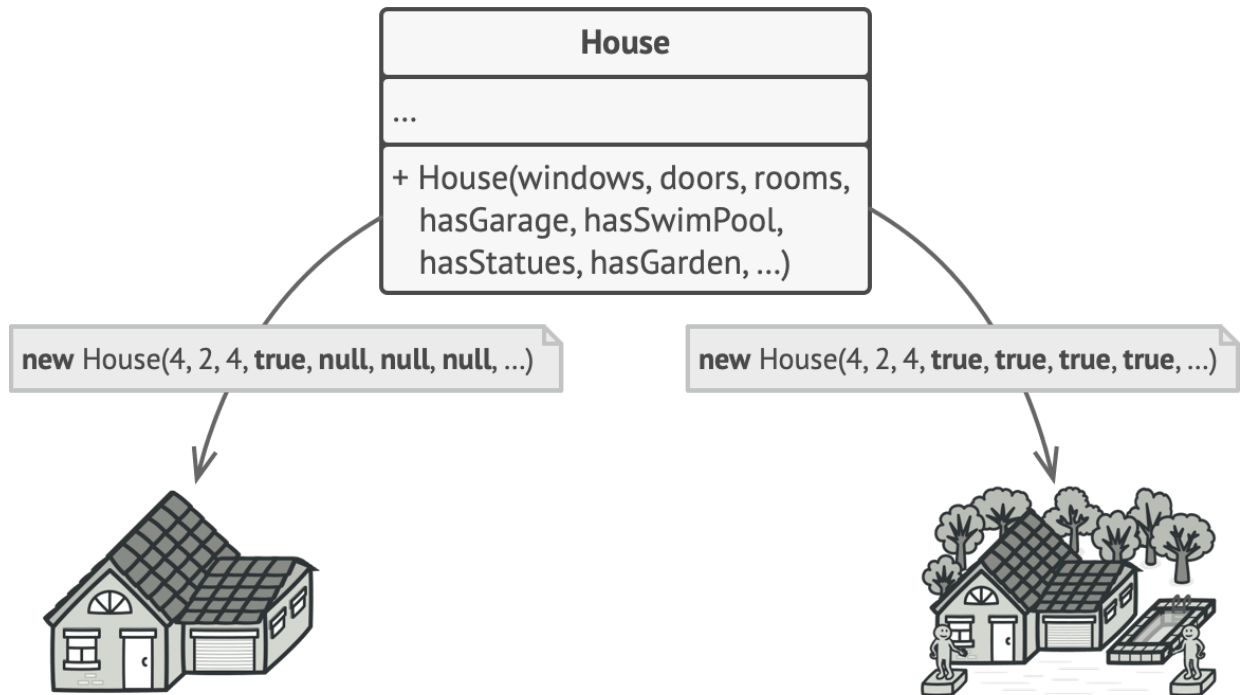 House
...
+ House(windows, doors, rooms,
hasGarage, hasSwimPool,
hasStatues, hasGarden, ...)
new House(4, 2, 4, true, null, null, null, ...)
new House(4, 2, 4, true, true, true, true, ...)